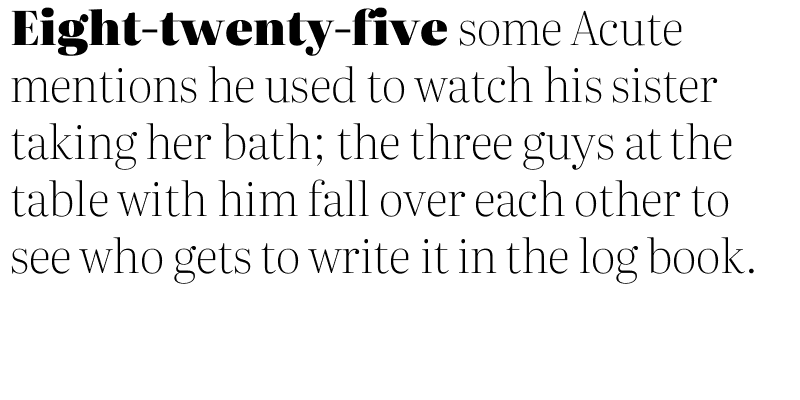 Eight-twenty-five some Acute
mentions he used to watch his sister
taking her bath; the three guys at the
table with him fall over each other to
see who gets to write it in the log book.